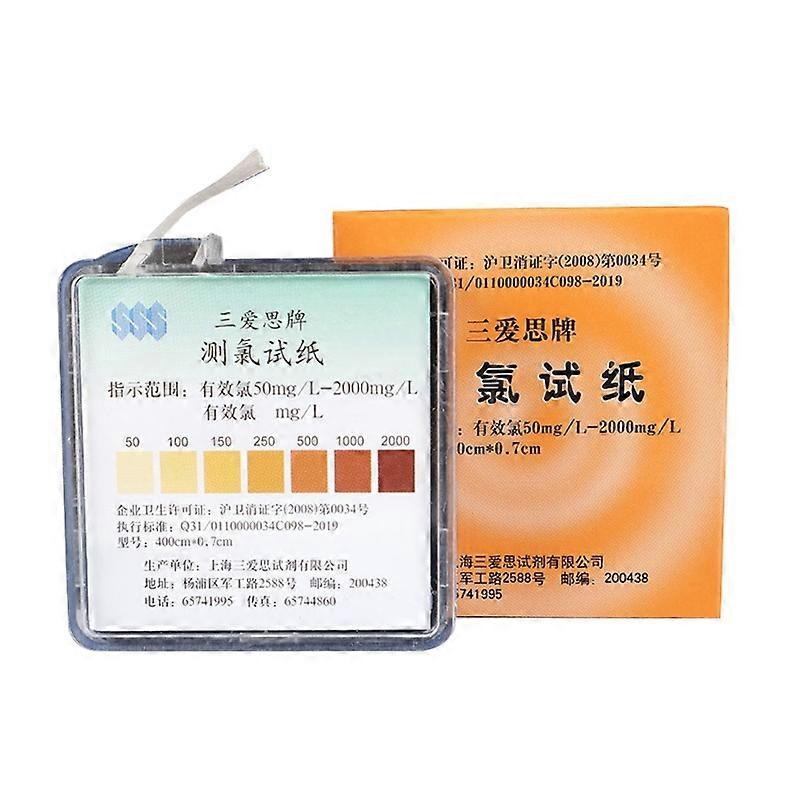 SSS
三爱思牌
测氯试纸
指示范围：有效氯50mg/L-2000mg/L
有效氯 mg/L
50 100 150 250 500 1000 2000
企业卫生许可证：沪卫消证字(2008)第0034号
执行标准：Q31/0110000034C098-2019
型号：400cm*0.7cm
生产单位：上海三爱思试剂有限公司
地址：杨浦区军工路2588号 邮编：200438
电话：65741995 传真：65744860
可证：沪卫消证字(2008)第0034号
31/0110000034C098-2019
三爱思牌
氯试纸
：有效氯50mg/L-2000mg/L
0cm*0.7cm
海三爱思试剂有限公司
军工路2588号 邮编：200438
65741995